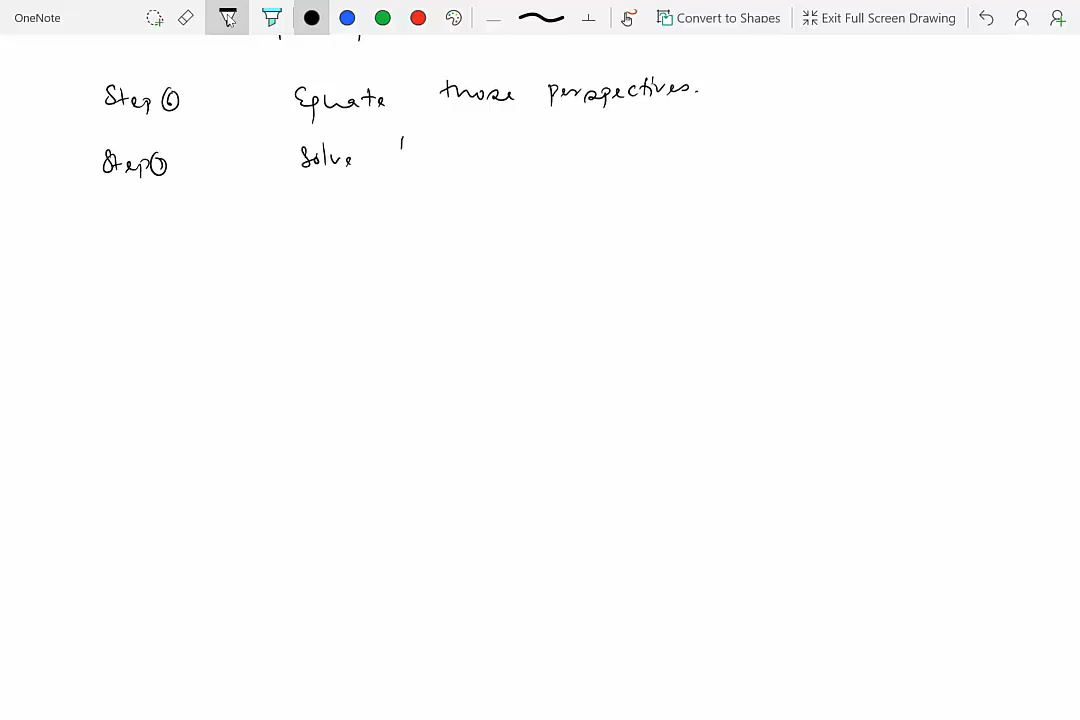 OneNote Convert to Shapes Exit Full Screen Drawing
Step ⑥ Equate those perspectives.
Step ⑦ Solve